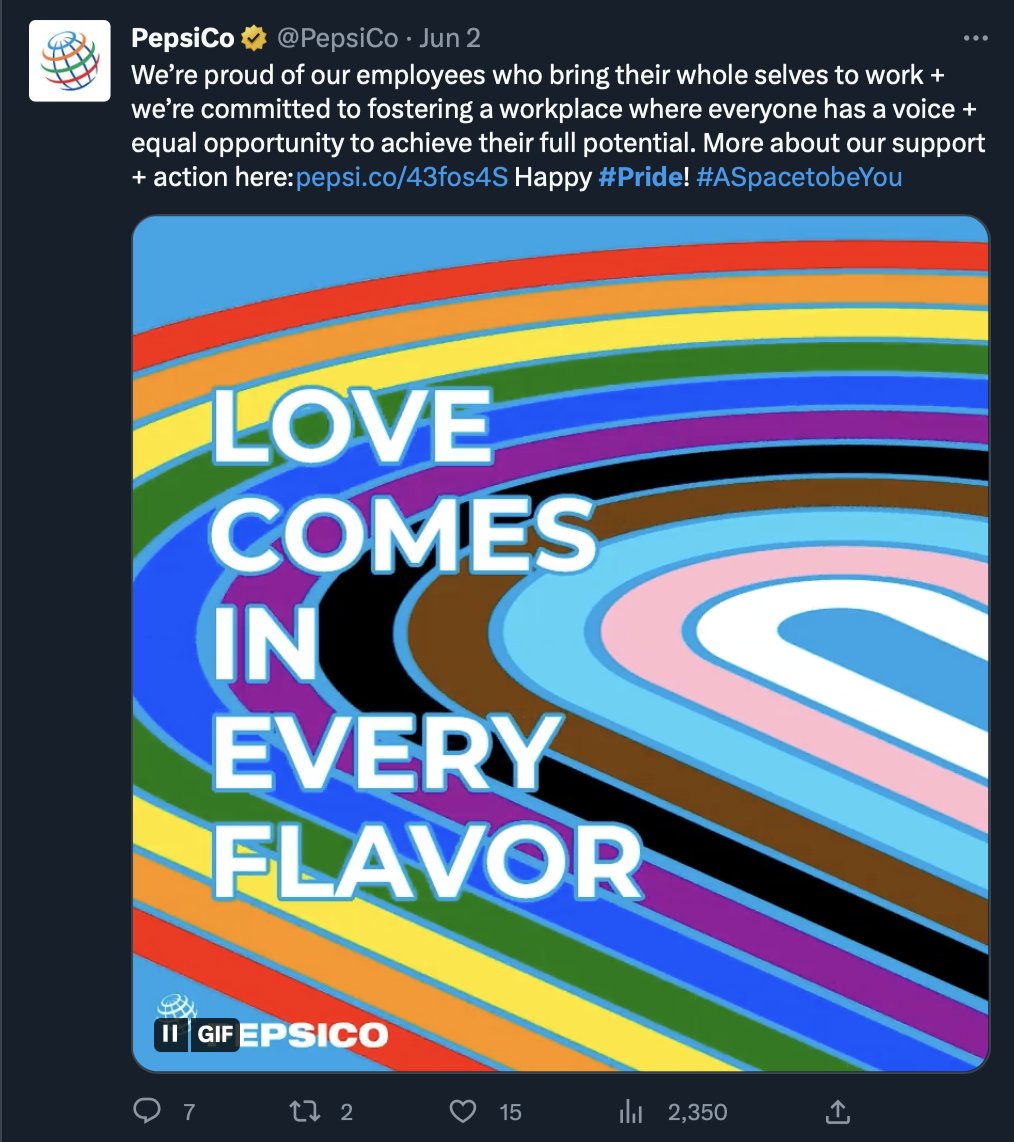 PepsiCo @PepsiCo · Jun 2
We’re proud of our employees who bring their whole selves to work +
we’re committed to fostering a workplace where everyone has a voice +
equal opportunity to achieve their full potential. More about our support
+ action here:pepsi.co/43fos4S Happy #Pride! #ASpacetobeYou
LOVE
COMES
IN
EVERY
FLAVOR
GIF EPSICO
7 2 15 2,350